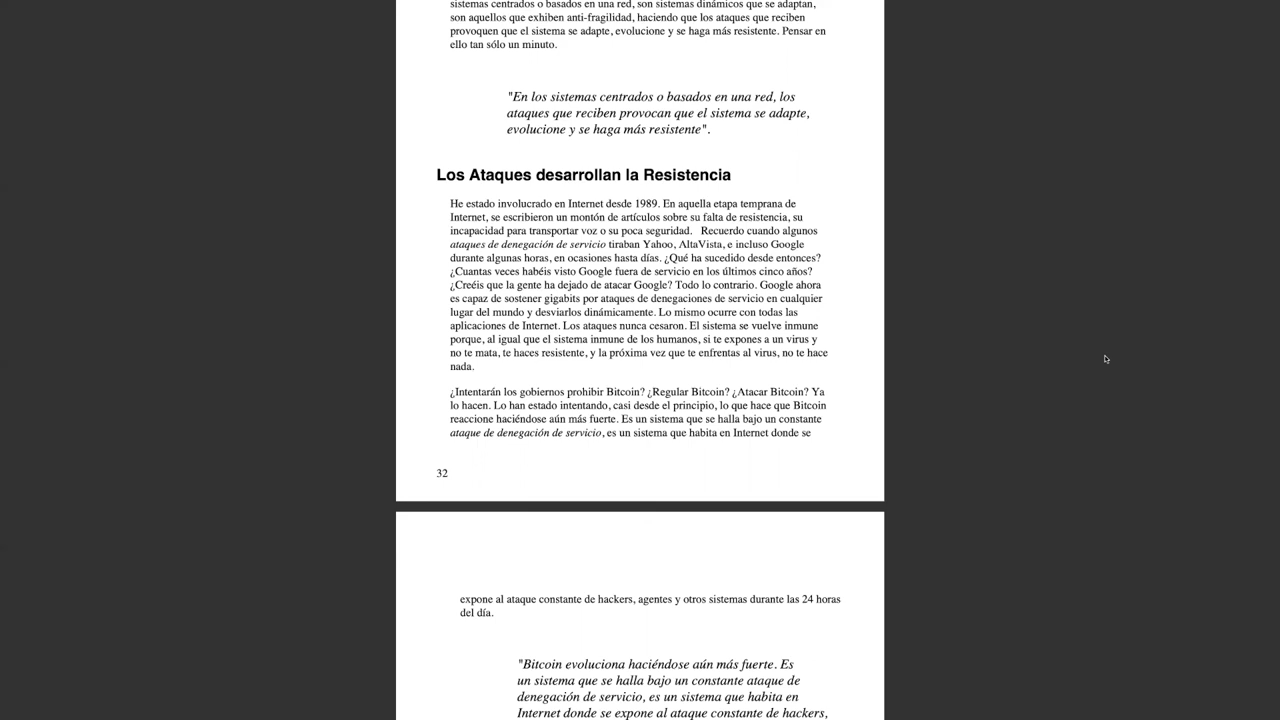 sistemas centrados o basados en una red, son sistemas dinámicos que se adaptan,
son aquellos que exhiben anti-fragilidad, haciendo que los ataques que reciben
provoquen que el sistema se adapte, evolucione y se haga más resistente. Pensar en
ello tan sólo un minuto.
"En los sistemas centrados o basados en una red, los
ataques que reciben provocan que el sistema se adapte,
evolucione y se haga más resistente".
Los Ataques desarrollan la Resistencia
He estado involucrado en Internet desde 1989. En aquella etapa temprana de
Internet, se escribieron un montón de artículos sobre su falta de resistencia, su
incapacidad para transportar voz o su poca seguridad. Recuerdo cuando algunos
ataques de denegación de servicio tiraban Yahoo, AltaVista, e incluso Google
durante algunas horas, en ocasiones hasta días. ¿Qué ha sucedido desde entonces?
¿Cuantas veces habéis visto Google fuera de servicio en los últimos cinco años?
¿Creéis que la gente ha dejado de atacar Google? Todo lo contrario. Google ahora
es capaz de sostener gigabits por ataques de denegaciones de servicio en cualquier
lugar del mundo y desviarlos dinámicamente. Lo mismo ocurre con todas las
aplicaciones de Internet. Los ataques nunca cesaron. El sistema se vuelve inmune
porque, al igual que el sistema inmune de los humanos, si te expones a un virus y
no te mata, te haces resistente, y la próxima vez que te enfrentas al virus, no te hace
nada.
¿Intentarán los gobiernos prohibir Bitcoin? ¿Regular Bitcoin? ¿Atacar Bitcoin? Ya
lo hacen. Lo han estado intentando, casi desde el principio, lo que hace que Bitcoin
reaccione haciéndose aún más fuerte. Es un sistema que se halla bajo un constante
ataque de denegación de servicio, es un sistema que habita en Internet donde se
32
expone al ataque constante de hackers, agentes y otros sistemas durante las 24 horas
del día.
"Bitcoin evoluciona haciéndose aún más fuerte. Es
un sistema que se halla bajo un constante ataque de
denegación de servicio, es un sistema que habita en
Internet donde se expone al ataque constante de hackers,